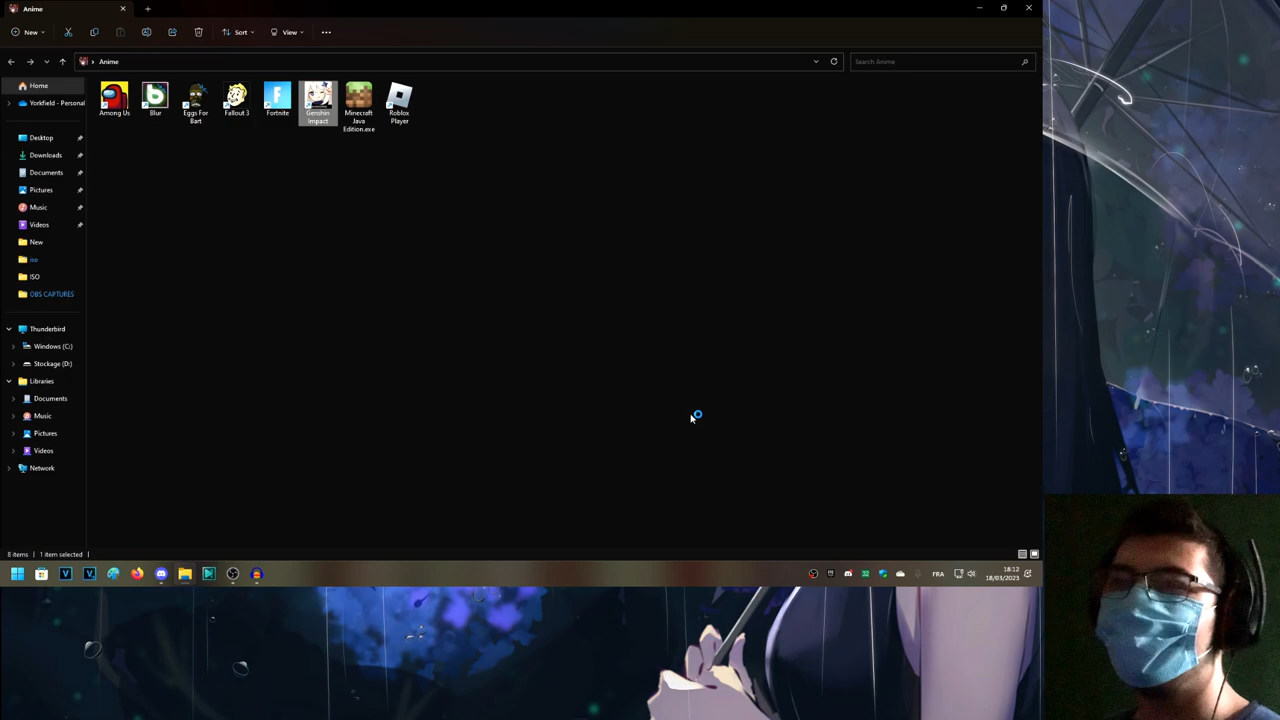 Anime
New
Sort
View
Anime
Search Anime
Home
Yorkfield - Personal
Desktop
Downloads
Documents
Pictures
Music
Videos
New
iso
ISO
OBS CAPTURES
Thunderbird
Windows (C:)
Stockage (D:)
Libraries
Documents
Music
Pictures
Videos
Network
Among Us
Blur
Eggs For
Bart
Fallout 3
Fortnite
Genshin
Impact
Minecraft
Java
Edition.exe
Roblox
Player
8 items
1 item selected
32
FRA
18:12
18/03/2023